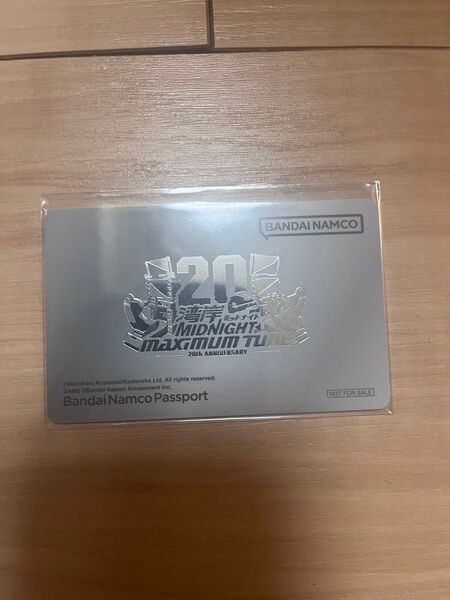 BANDAI NAMCO
20
湾岸 ミッドナイト
MIDNIGHT
MAXIMUM TUNE
20th ANNIVERSARY
©Michiharu Kusunoki/Kodansha Ltd. All rights reserved.
GAME ©Bandai Namco Amusement Inc.
Bandai Namco Passport
NOT FOR SALE